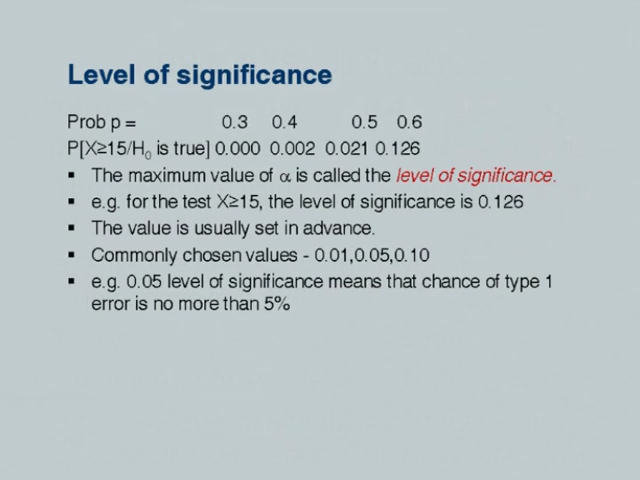 Level of significance
Prob p = 0.3 0.4 0.5 0.6
P[X≥15/H₀ is true] 0.000 0.002 0.021 0.126
▪ The maximum value of α is called the level of significance.
▪ e.g. for the test X≥15, the level of significance is 0.126
▪ The value is usually set in advance.
▪ Commonly chosen values - 0.01,0.05,0.10
▪ e.g. 0.05 level of significance means that chance of type 1
error is no more than 5%